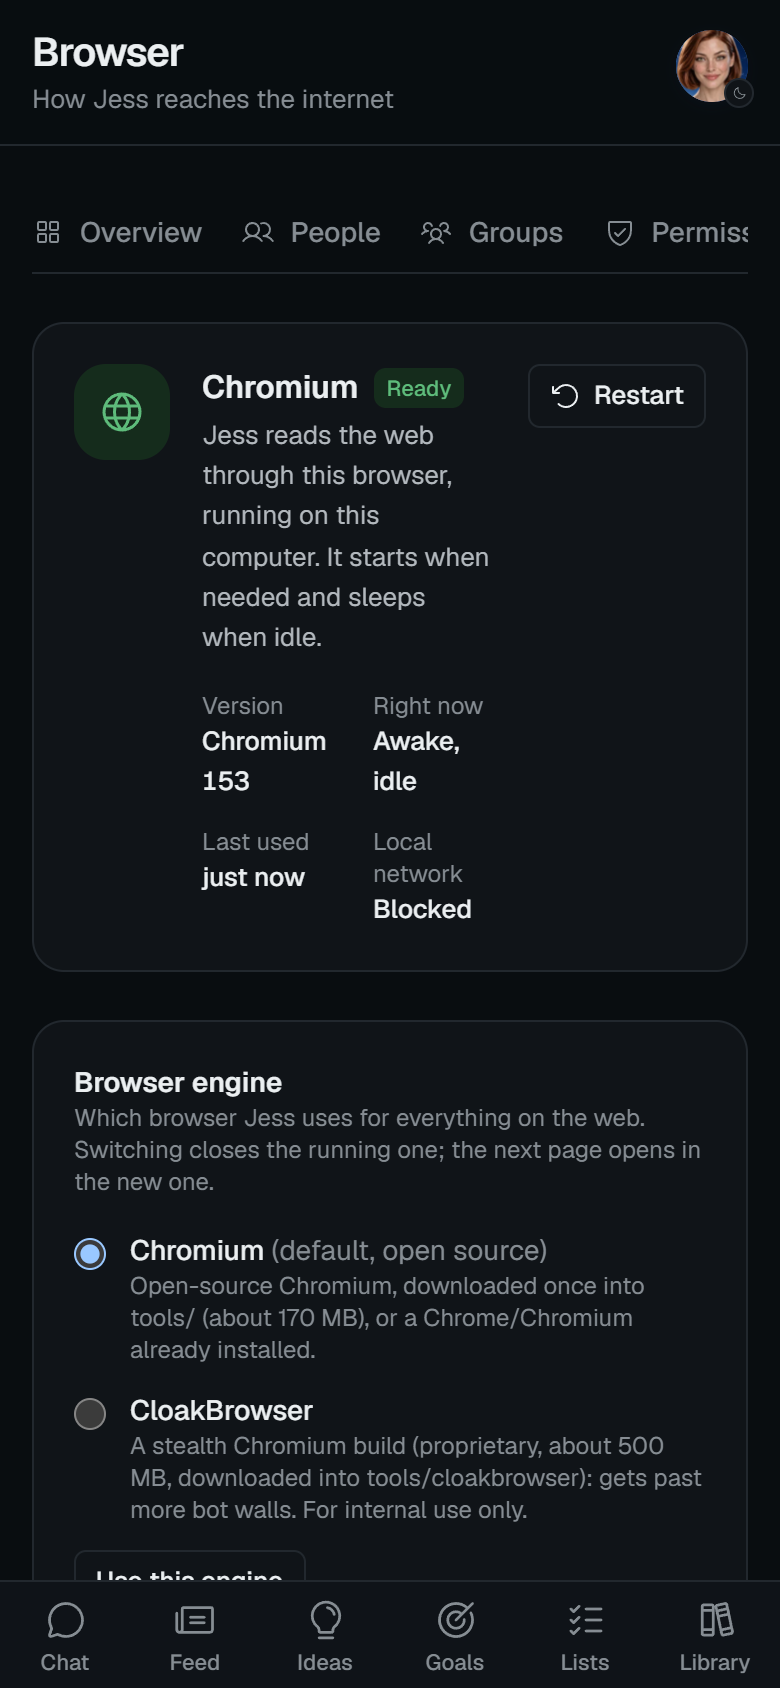 Browser
How Jess reaches the internet
Overview
People
Groups
Permiss
Chromium
Ready
Restart
Jess reads the web
through this browser,
running on this
computer. It starts when
needed and sleeps
when idle.
Version
Right now
Chromium
153
Awake,
idle
Last used
just now
Local
network
Blocked
Browser engine
Which browser Jess uses for everything on the web.
Switching closes the running one; the next page opens in
the new one.
Chromium (default, open source)
Open-source Chromium, downloaded once into
tools/ (about 170 MB), or a Chrome/Chromium
already installed.
CloakBrowser
A stealth Chromium build (proprietary, about 500
MB, downloaded into tools/cloakbrowser): gets past
more bot walls. For internal use only.
Use this engine
Chat
Feed
Ideas
Goals
Lists
Library